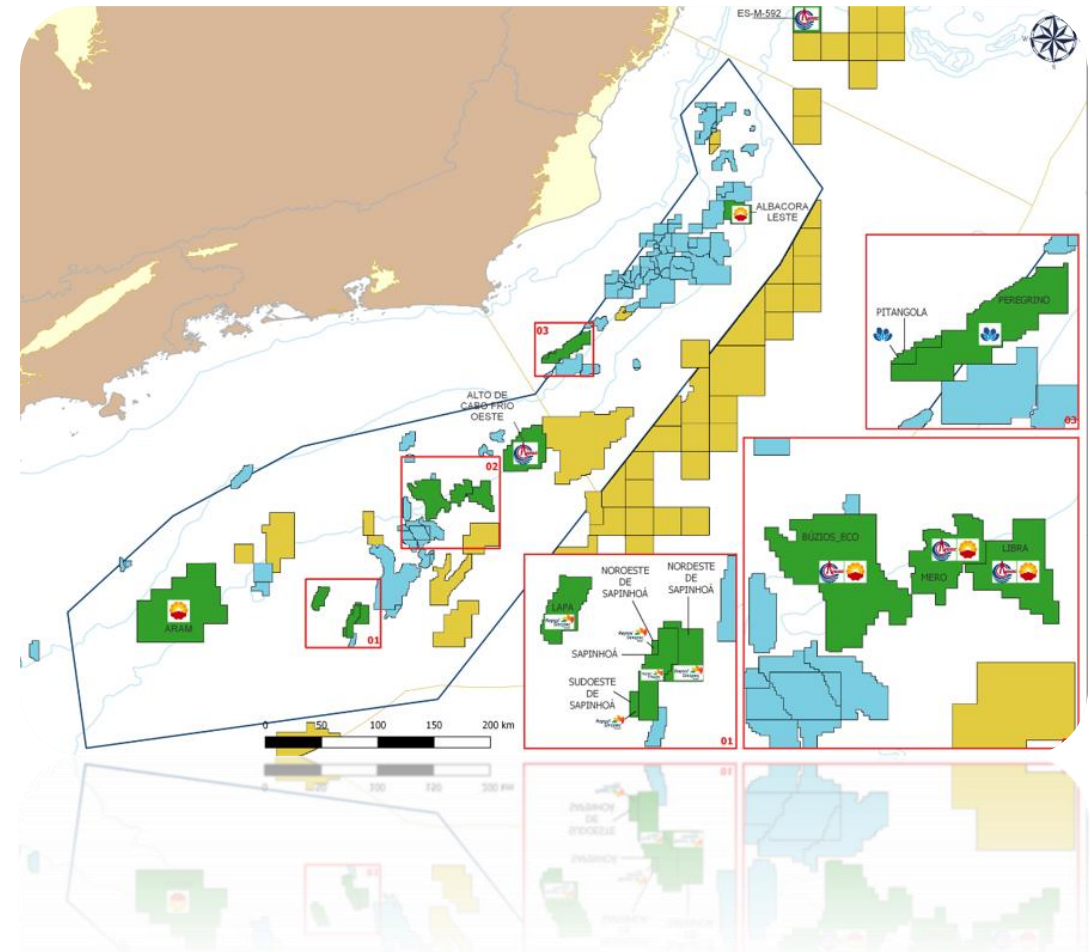 ES-M-592
ALBACORA
LESTE
03
ALTO DE
CABO FRIO
OESTE
02
ARAM
01
0 50 100 150 200 km
PITANGOLA
PEREGRINO
03
NOROESTE
DE
SAPINHOÁ
NORDESTE
DE
SAPINHOÁ
LAPA
SAPINHOÁ
SUDOESTE
DE
SAPINHOÁ
01
BÚZIOS_ECO
MERO
LIBRA